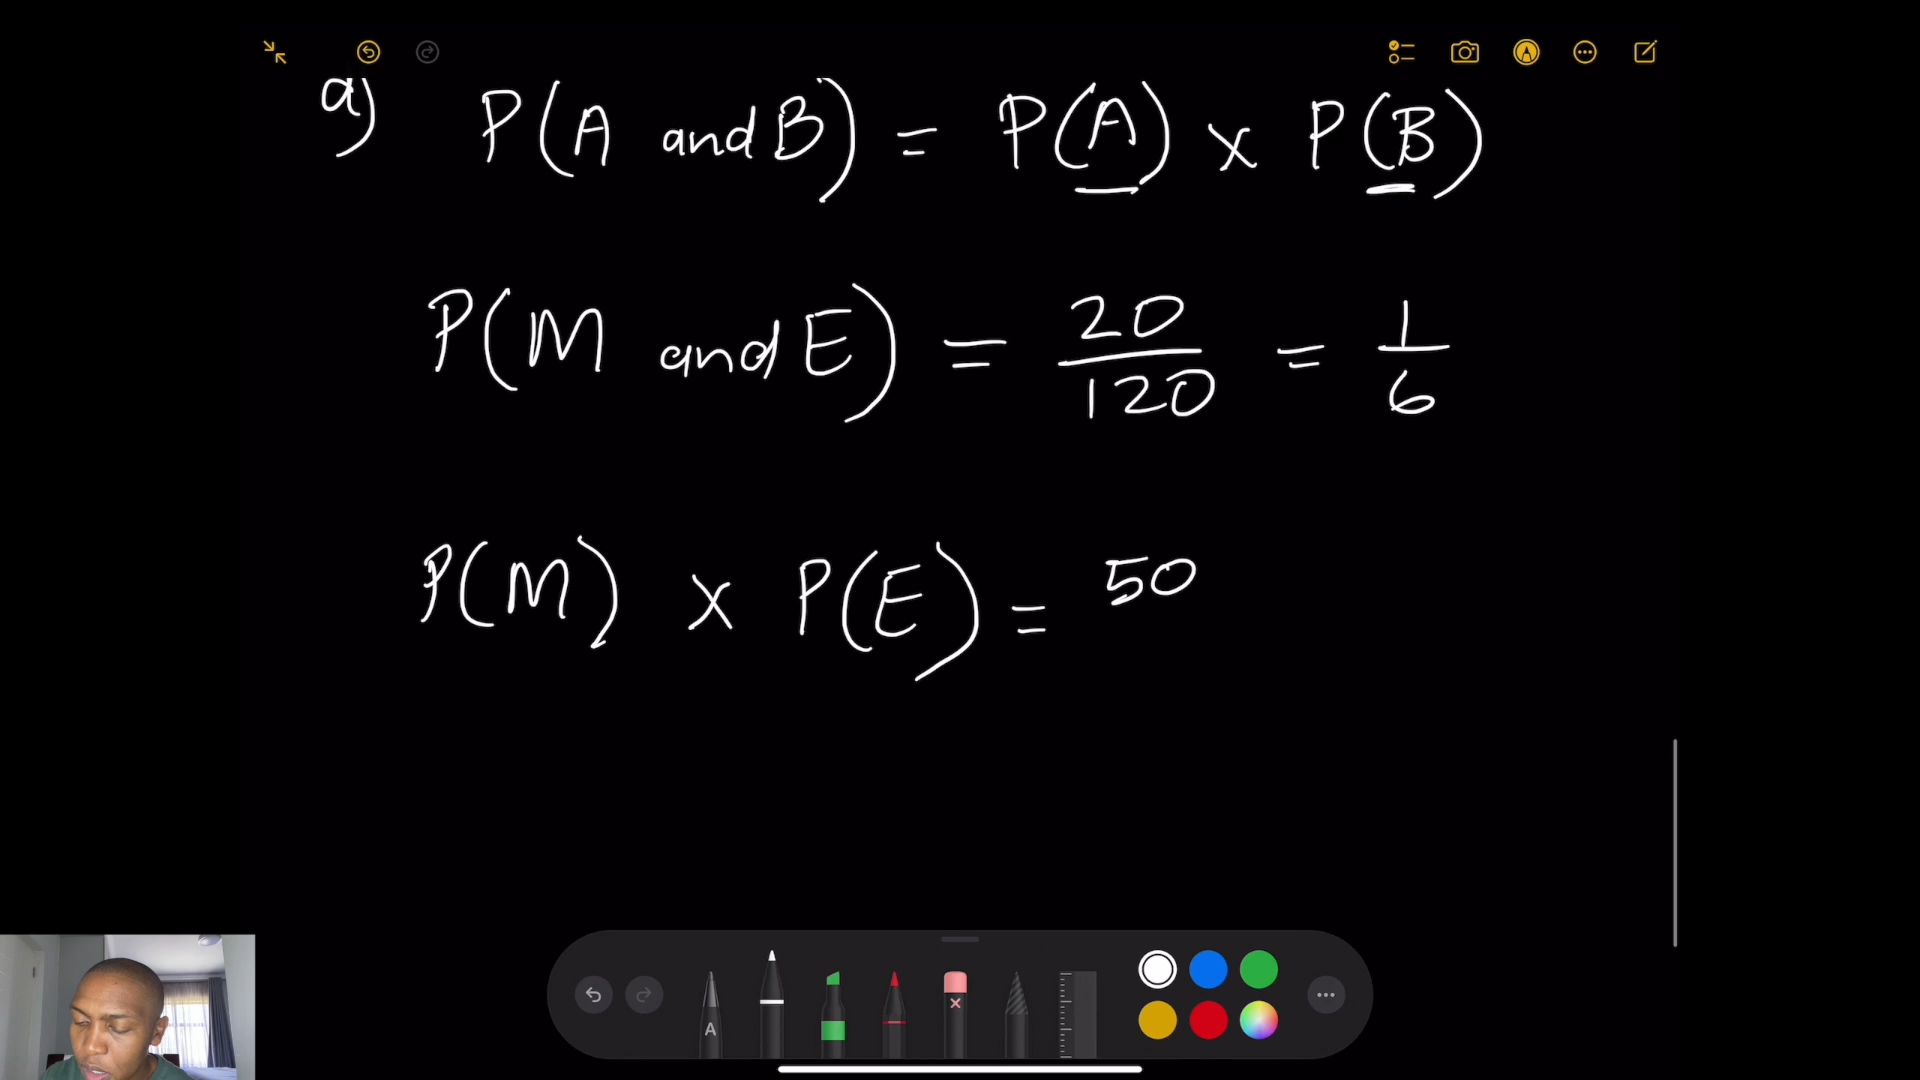 a) P(A and B) = P(A) x P(B)
P(M and E) = 20/120 = 1/6
P(M) x P(E) = 50
A